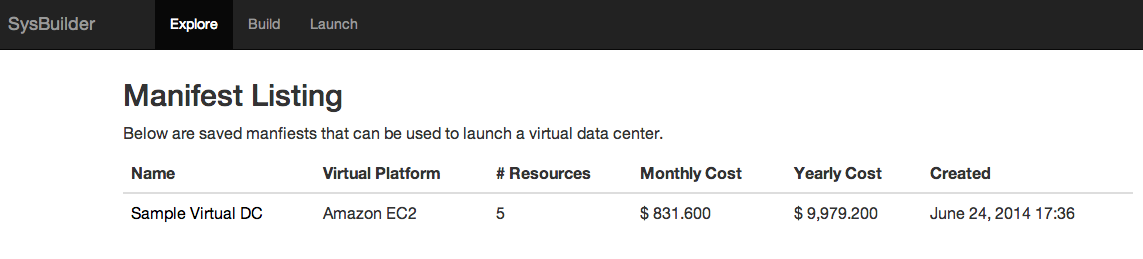 SysBuilder Explore Build Launch
Manifest Listing
Below are saved manfiests that can be used to launch a virtual data center.
Name Virtual Platform # Resources Monthly Cost Yearly Cost Created
Sample Virtual DC Amazon EC2 5 $ 831.600 $ 9,979.200 June 24, 2014 17:36